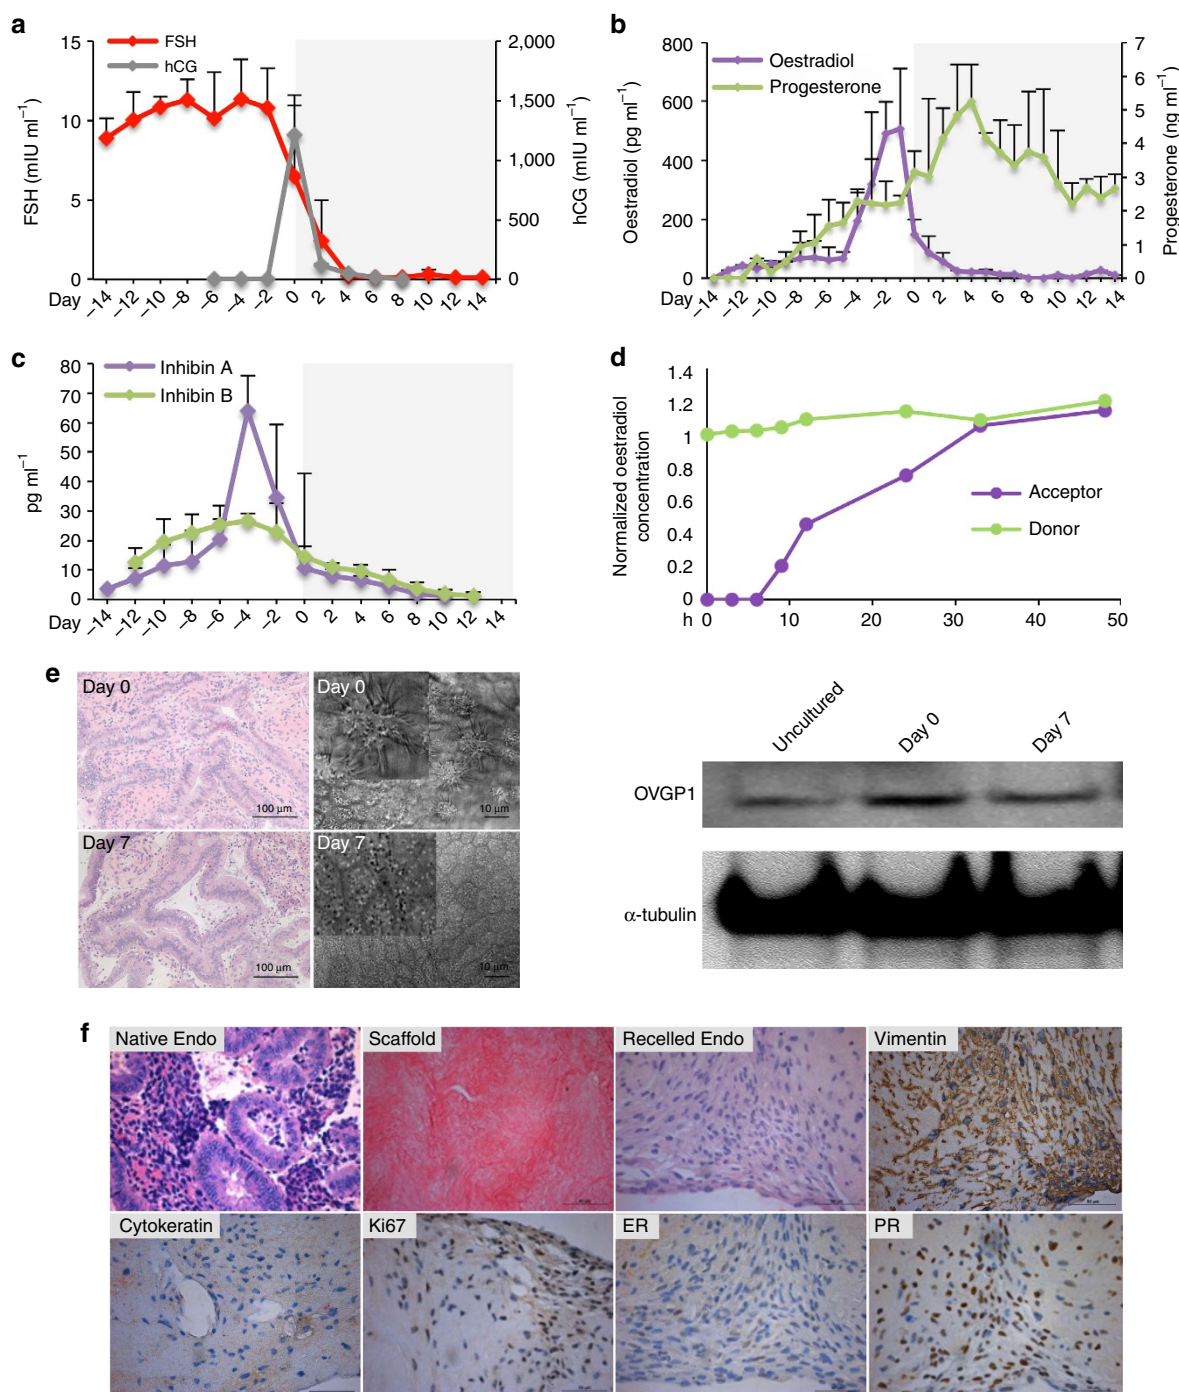 a
FSH
hCG
15
10
5
0
FSH (mIU ml⁻¹)
2,000
1,500
1,000
500
0
hCG (mIU ml⁻¹)
Day –14 –12 –10 –8 –6 –4 –2 0 2 4 6 8 10 12 14
b
Oestradiol
Progesterone
800
600
400
200
0
Oestradiol (pg ml⁻¹)
7
6
5
4
3
2
1
0
Progesterone (ng ml⁻¹)
Day –14 –12 –10 –8 –6 –4 –2 0 2 4 6 8 10 12 14
c
Inhibin A
Inhibin B
80
70
60
50
40
30
20
10
0
pg ml⁻¹
Day –14 –12 –10 –8 –6 –4 –2 0 2 4 6 8 10 12 14
d
1.4
1.2
1
0.8
0.6
0.4
0.2
0
Normalized oestradiol
concentration
Acceptor
Donor
h 0 10 20 30 40 50
e
Day 0
100 μm
Day 0
10 μm
Day 7
100 μm
Day 7
10 μm
Uncultured
Day 0
Day 7
OVGP1
α-tubulin
f
Native Endo
Scaffold
Recelled Endo
Vimentin
Cytokeratin
Ki67
ER
PR